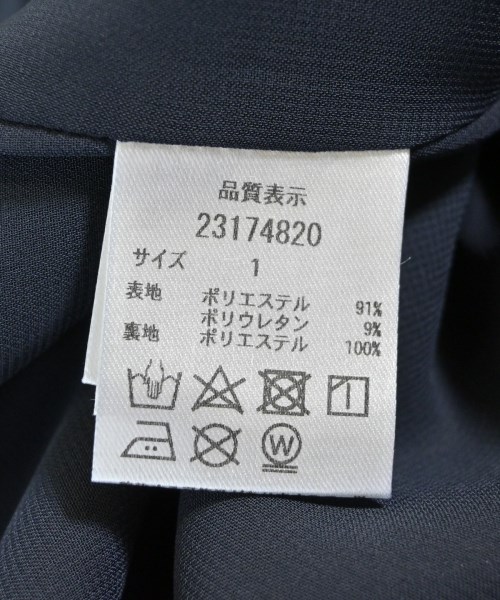 品質表示
23174820
サイズ 1
表地 ポリエステル 91%
ポリウレタン 9%
裏地 ポリエステル 100%
W